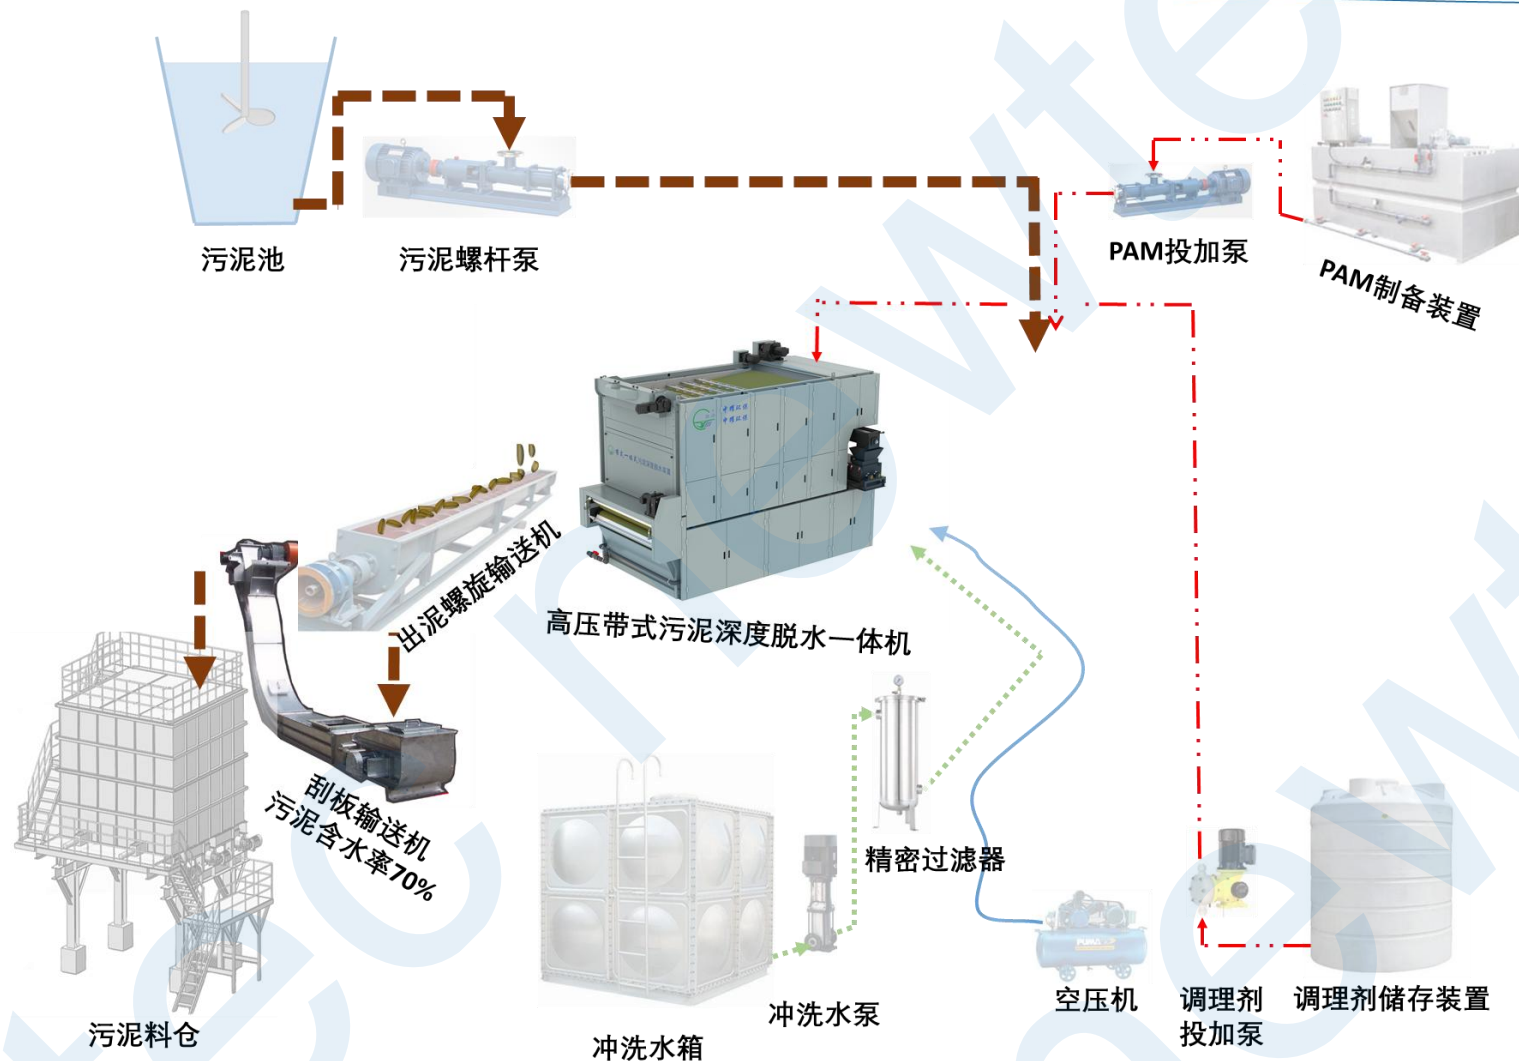 污泥池
污泥螺杆泵
PAM投加泵
PAM制备装置
出泥螺旋输送机
高压带式污泥深度脱水一体机
刮板输送机
污泥含水率70%
精密过滤器
污泥料仓
冲洗水箱
冲洗水泵
空压机
调理剂
投加泵
调理剂储存装置